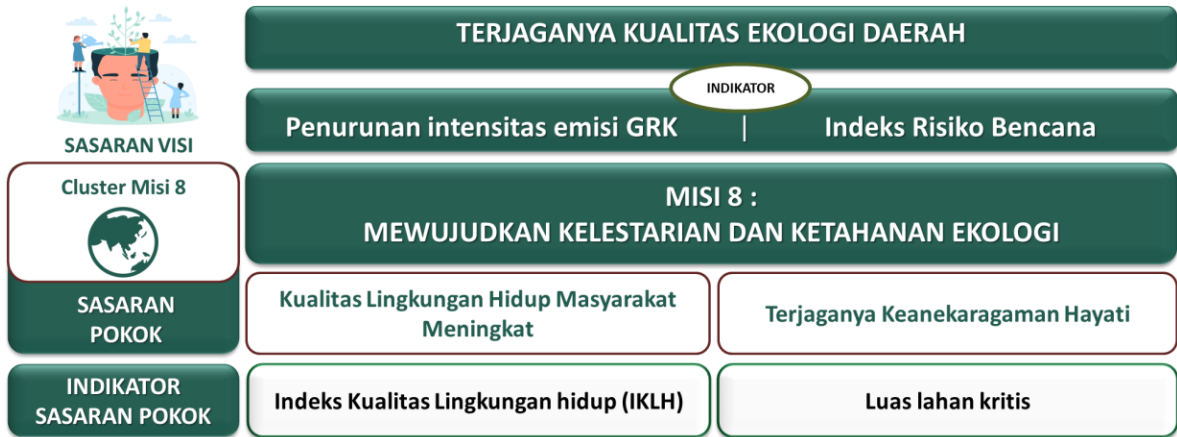 TERJAGANYA KUALITAS EKOLOGI DAERAH
INDIKATOR
Penurunan intensitas emisi GRK | Indeks Risiko Bencana
SASARAN VISI
Cluster Misi 8
MISI 8 :
MEWUJUDKAN KELESTARIAN DAN KETAHANAN EKOLOGI
SASARAN
POKOK
Kualitas Lingkungan Hidup Masyarakat
Meningkat
Terjaganya Keanekaragaman Hayati
INDIKATOR
SASARAN POKOK
Indeks Kualitas Lingkungan hidup (IKLH)
Luas lahan kritis